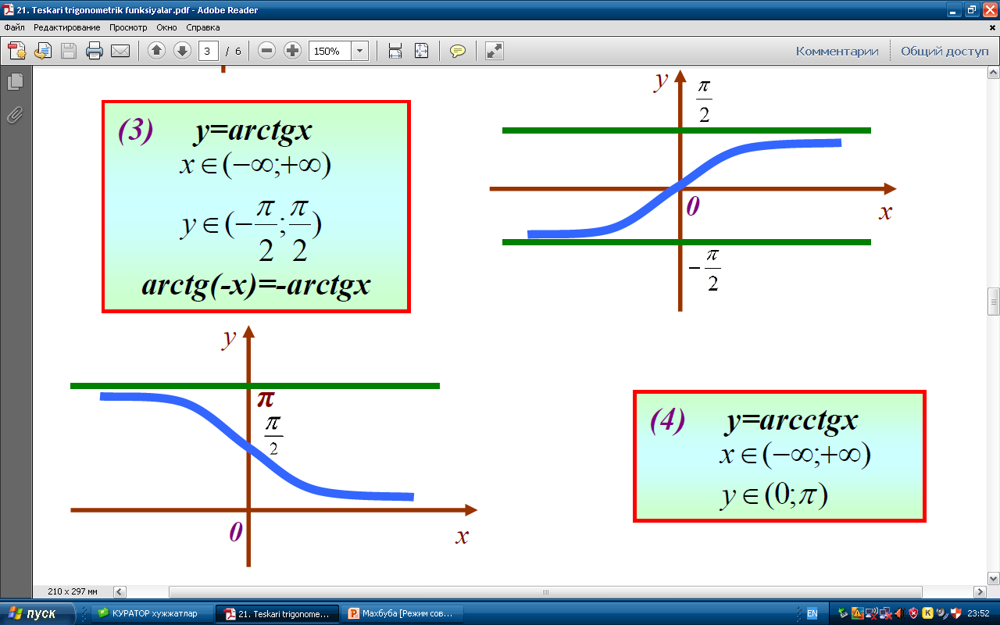 21. Teskari trigonometrik funksiyalar.pdf - Adobe Reader
Файл Редактирование Просмотр Окно Справка
3 / 6 150% Комментарии Общий доступ
(3) y=arctgx
x∈(−∞;+∞)
y∈(−π/2;π/2)
arctg(-x)=-arctgx
y
π/2
0
x
−π/2
y
π
π/2
0
x
(4) y=arcctgx
x∈(−∞;+∞)
y∈(0;π)
210 x 297 мм
пуск КУРАТОР хужжатлар 21. Teskari trigonome... Махбуба [Режим сов... EN K 23:52